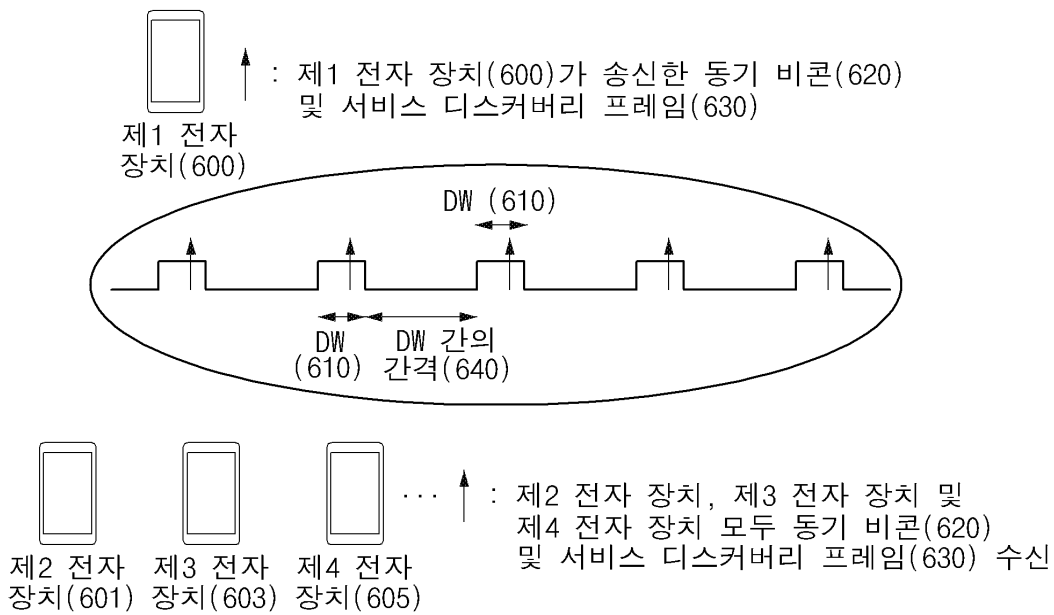 : 제1 전자 장치(600)가 송신한 동기 비콘(620)
및 서비스 디스커버리 프레임(630)
제1 전자
장치(600)
DW (610)
DW
(610)
DW 간의
간격(640)
··· : 제2 전자 장치, 제3 전자 장치 및
제4 전자 장치 모두 동기 비콘(620)
및 서비스 디스커버리 프레임(630) 수신
제2 전자
장치(601)
제3 전자
장치(603)
제4 전자
장치(605)